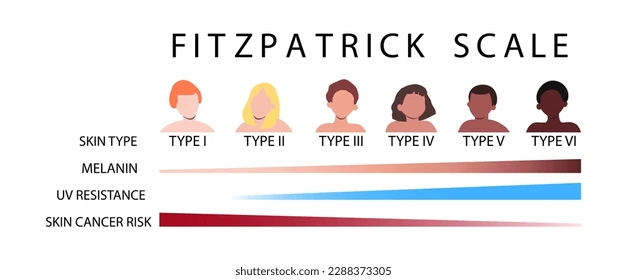 FITZPATRICK SCALE
SKIN TYPE TYPE I TYPE II TYPE III TYPE IV TYPE V TYPE VI
MELANIN
UV RESISTANCE
SKIN CANCER RISK
shutterstock.com · 2288373305